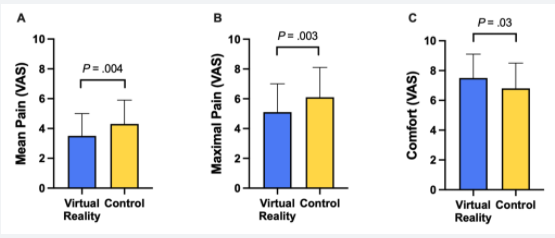 A
Mean Pain (VAS)
10
8
6
4
2
0
P = .004
Virtual Reality
Control
B
Maximal Pain (VAS)
10
8
6
4
2
0
P = .003
Virtual Reality
Control
C
Comfort (VAS)
10
8
6
4
2
0
P = .03
Virtual Reality
Control